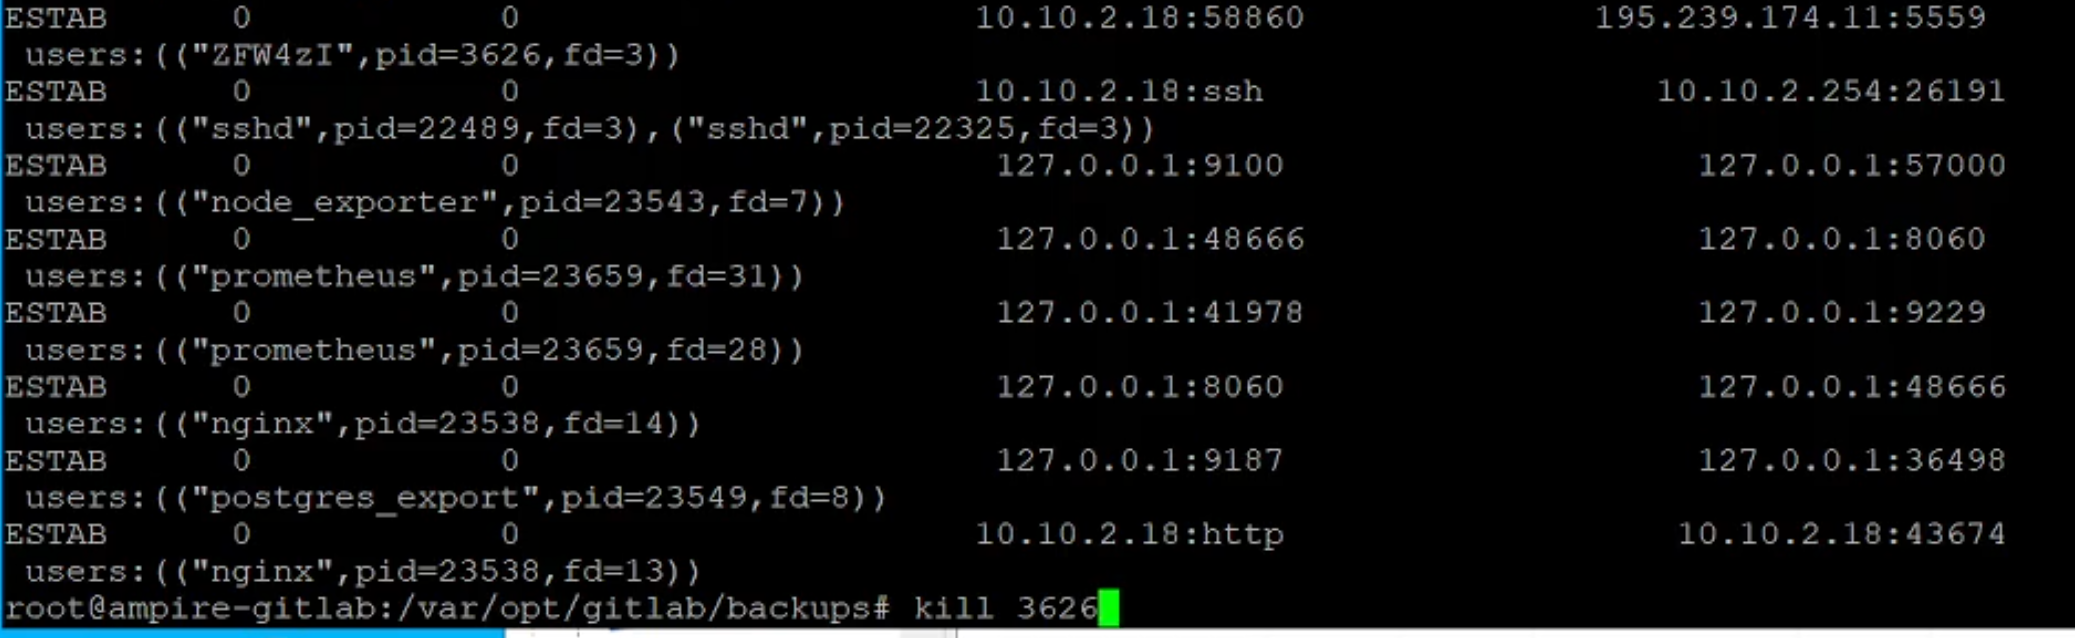 ESTAB 0 0 10.10.2.18:58860 195.239.174.11:5559
users:(("ZFW4zI",pid=3626,fd=3))
ESTAB 0 0 10.10.2.18:ssh 10.10.2.254:26191
users:(("sshd",pid=22489,fd=3),("sshd",pid=22325,fd=3))
ESTAB 0 0 127.0.0.1:9100 127.0.0.1:57000
users:(("node_exporter",pid=23543,fd=7))
ESTAB 0 0 127.0.0.1:48666 127.0.0.1:8060
users:(("prometheus",pid=23659,fd=31))
ESTAB 0 0 127.0.0.1:41978 127.0.0.1:9229
users:(("prometheus",pid=23659,fd=28))
ESTAB 0 0 127.0.0.1:8060 127.0.0.1:48666
users:(("nginx",pid=23538,fd=14))
ESTAB 0 0 127.0.0.1:9187 127.0.0.1:36498
users:(("postgres_export",pid=23549,fd=8))
ESTAB 0 0 10.10.2.18:http 10.10.2.18:43674
users:(("nginx",pid=23538,fd=13))
root@ampire-gitlab:/var/opt/gitlab/backups# kill 3626